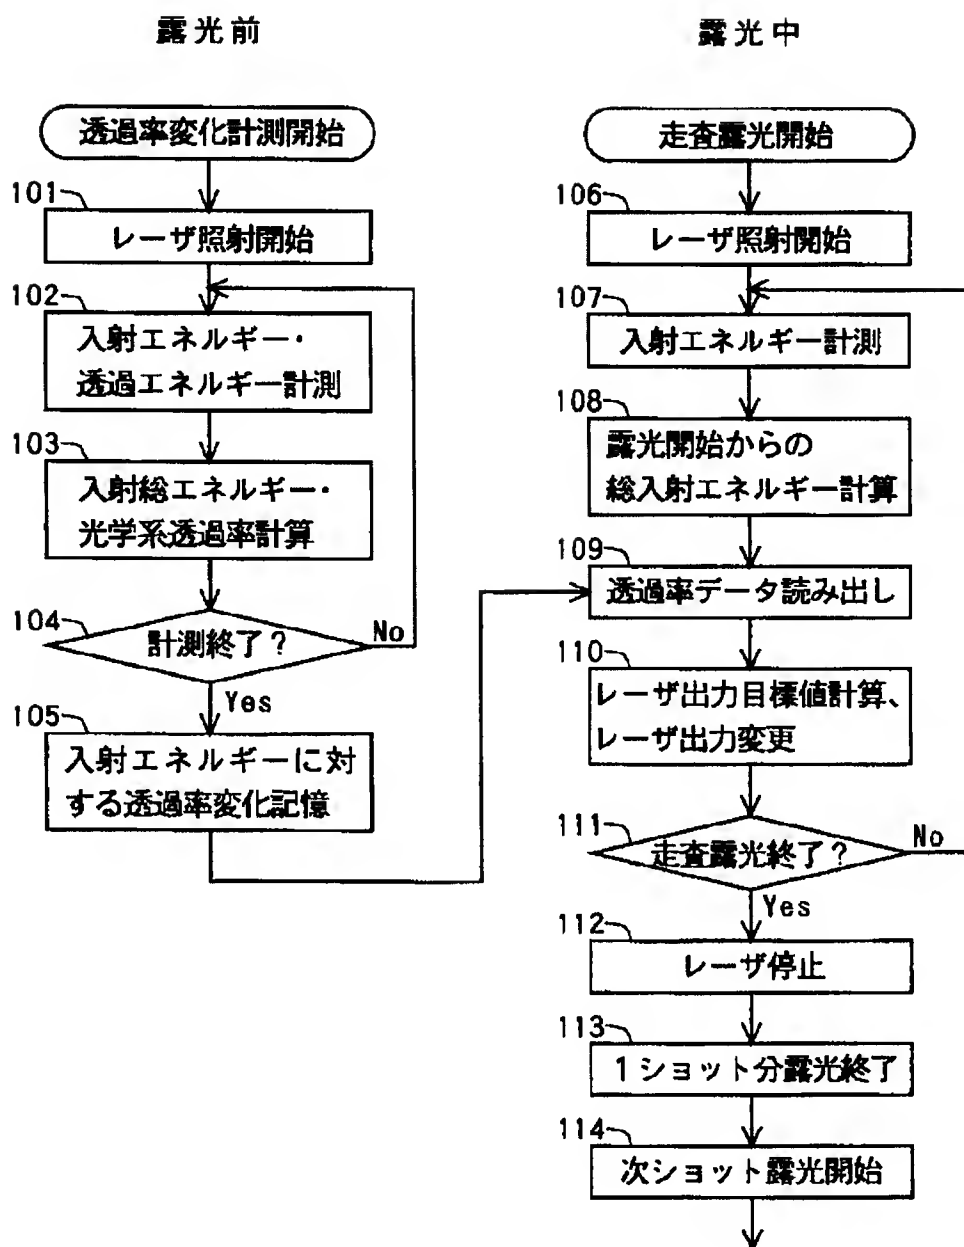 露光前
透過率変化計測開始
101
レーザ照射開始
102
入射エネルギー・
透過エネルギー計測
103
入射総エネルギー・
光学系透過率計算
104
計測終了?
No
Yes
105
入射エネルギーに対
する透過率変化記憶
露光中
走査露光開始
106
レーザ照射開始
107
入射エネルギー計測
108
露光開始からの
総入射エネルギー計算
109
透過率データ読み出し
110
レーザ出力目標値計算、
レーザ出力変更
111
走査露光終了?
No
Yes
112
レーザ停止
113
1ショット分露光終了
114
次ショット露光開始